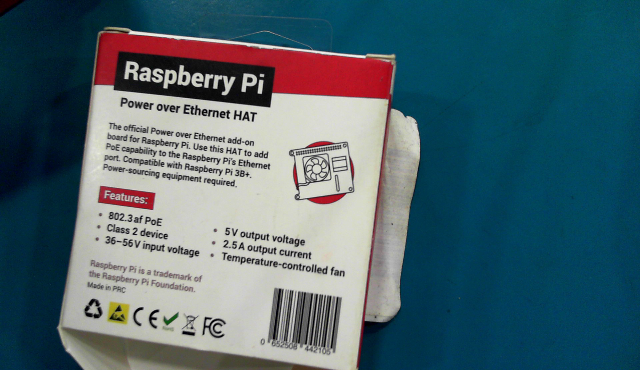 Raspberry Pi
Power over Ethernet HAT
The official Power over Ethernet add-on
board for Raspberry Pi. Use this HAT to add
PoE capability to the Raspberry Pi's Ethernet
port. Compatible with Raspberry Pi 3B+.
Power-sourcing equipment required.
Features:
• 802.3af PoE
• Class 2 device
• 36–56V input voltage
• 5V output voltage
• 2.5A output current
• Temperature-controlled fan
Raspberry Pi is a trademark of
the Raspberry Pi Foundation.
Made in PRC
CE
FC
0 652508 442105